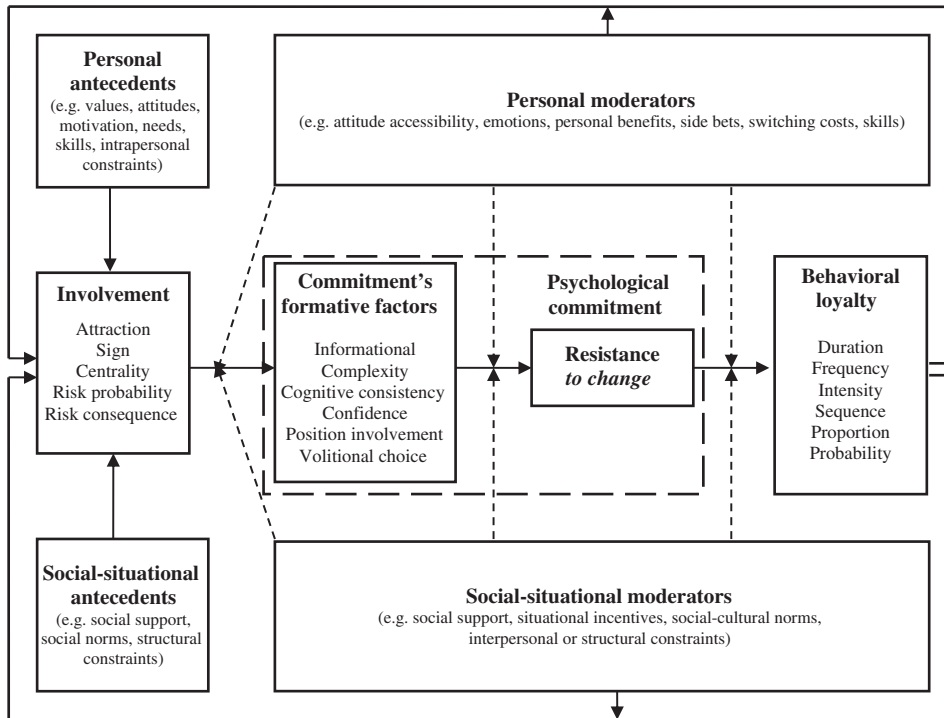 Personal
antecedents
(e.g. values, attitudes,
motivation, needs,
skills, intrapersonal
constraints)
Personal moderators
(e.g. attitude accessibility, emotions, personal benefits, side bets, switching costs, skills)
Involvement
Attraction
Sign
Centrality
Risk probability
Risk consequence
Commitment's
formative factors
Informational
Complexity
Cognitive consistency
Confidence
Position involvement
Volitional choice
Psychological
commitment
Resistance
to change
Behavioral
loyalty
Duration
Frequency
Intensity
Sequence
Proportion
Probability
Social-situational
antecedents
(e.g. social support,
social norms, structural
constraints)
Social-situational moderators
(e.g. social support, situational incentives, social-cultural norms,
interpersonal or structural constraints)